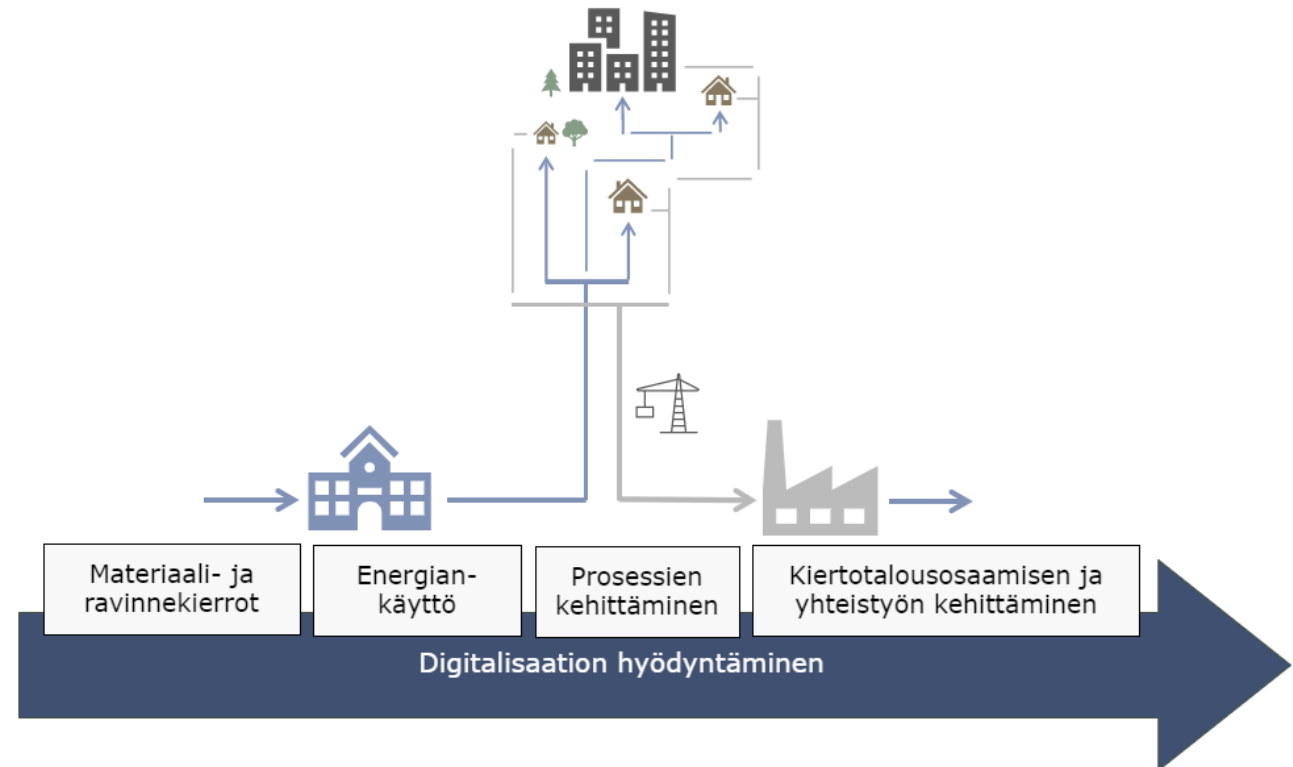 Materiaali- ja
ravinnekierrot
Energian-
käyttö
Prosessien
kehittäminen
Kiertotalousosaamisen ja
yhteistyön kehittäminen
Digitalisaation hyödyntäminen